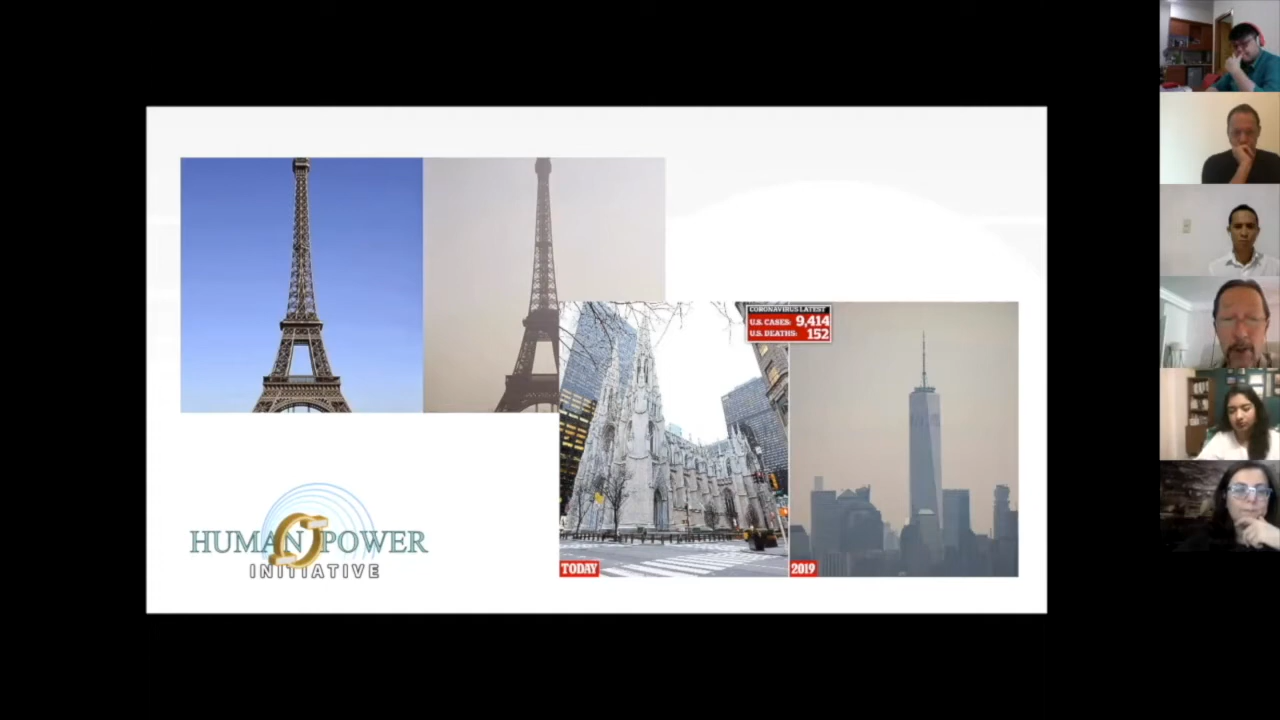 CORONAVIRUS LATEST
U.S. CASES: 9,414
U.S. DEATHS: 152
TODAY
2019
HUMAN POWER
INITIATIVE